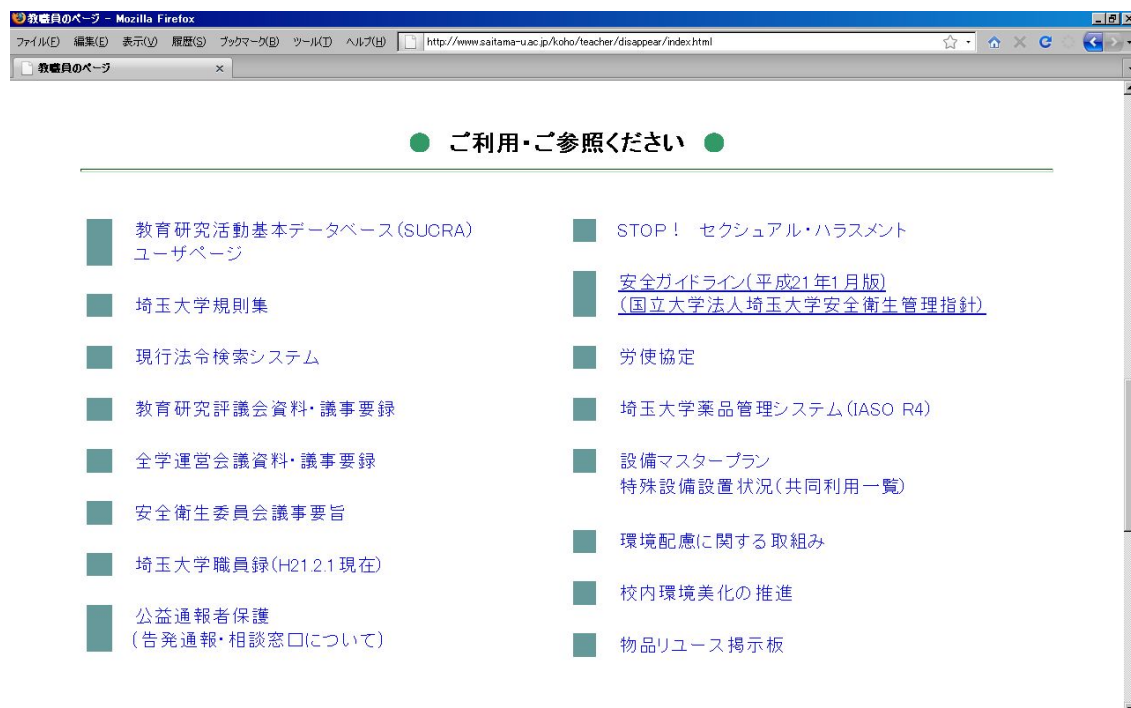 教職員のページ - Mozilla Firefox
ファイル(F) 編集(E) 表示(V) 履歴(S) ブックマーク(B) ツール(T) ヘルプ(H) http://www.saitama-u.ac.jp/koho/teacher/disappear/index.html
教職員のページ
ご利用・ご参照ください
教育研究活動基本データベース(SUCRA)
ユーザページ
埼玉大学規則集
現行法令検索システム
教育研究評議会資料・議事要録
全学運営会議資料・議事要録
安全衛生委員会議事要旨
埼玉大学職員録(H21.2.1現在)
公益通報者保護
(告発通報・相談窓口について)
STOP! セクシュアル・ハラスメント
安全ガイドライン(平成21年1月版)
(国立大学法人埼玉大学安全衛生管理指針)
労使協定
埼玉大学薬品管理システム(IASO R4)
設備マスタープラン
特殊設備設置状況(共同利用一覧)
環境配慮に関する取組み
校内環境美化の推進
物品リユース掲示板